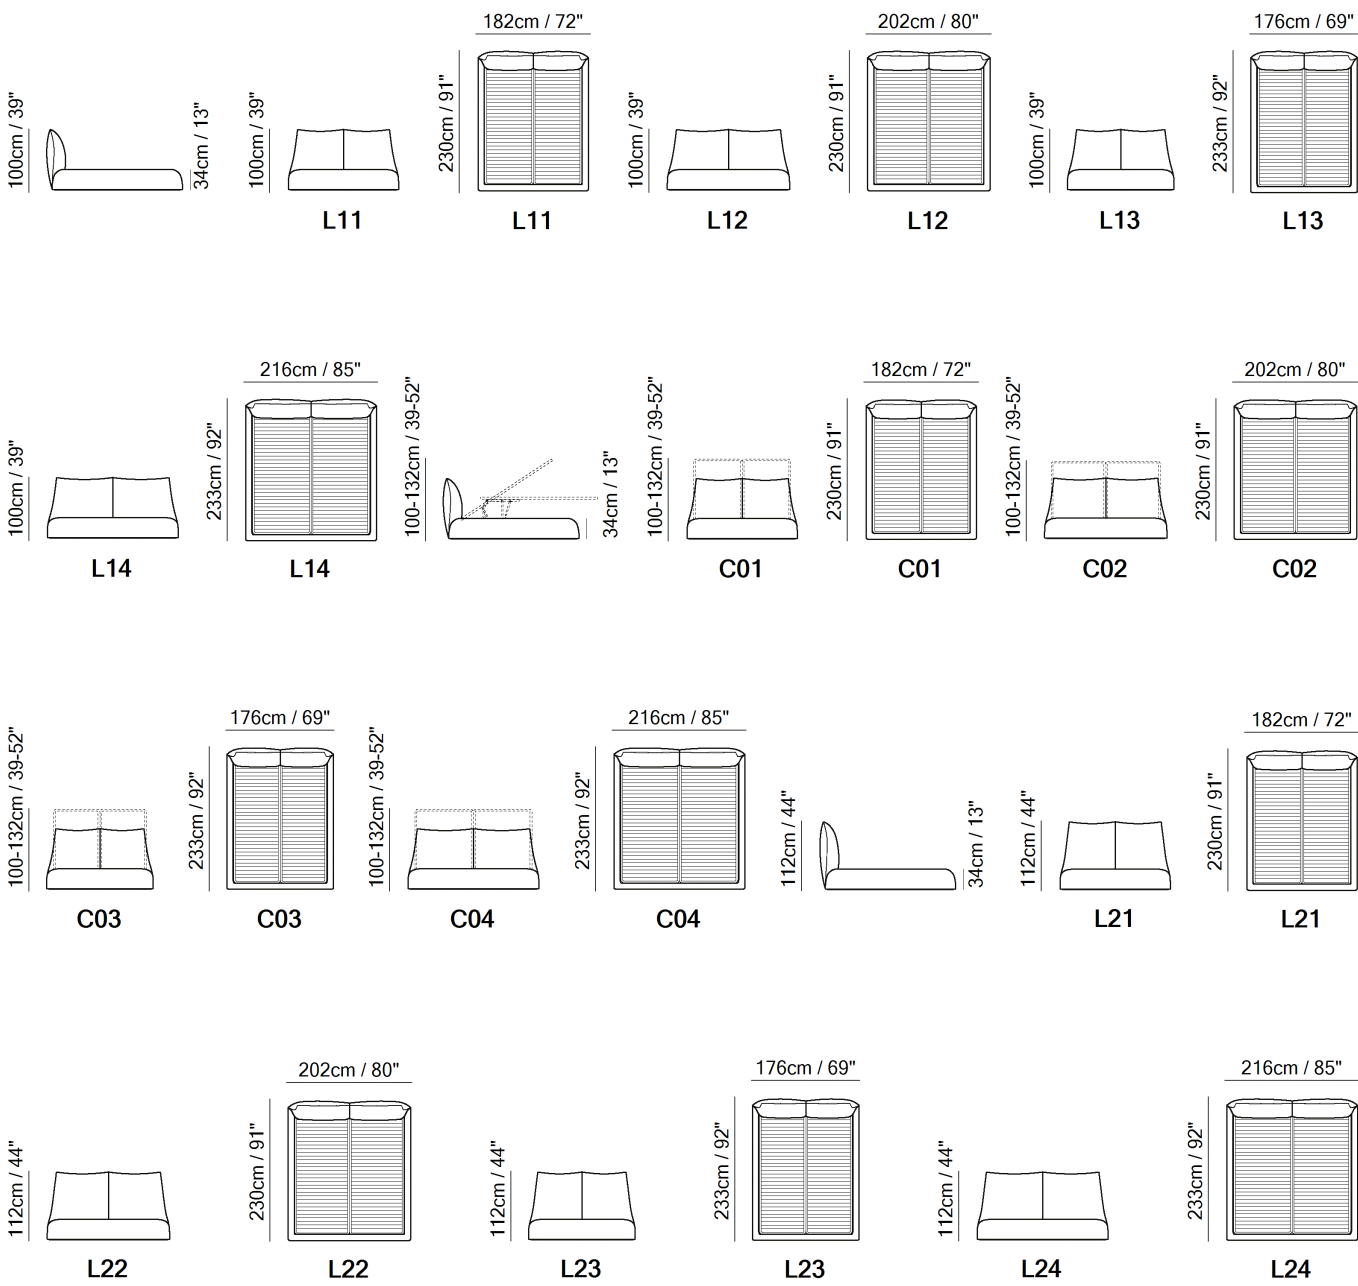 100cm / 39"
34cm / 13"
100cm / 39"
L11
182cm / 72"
230cm / 91"
L11
100cm / 39"
L12
202cm / 80"
230cm / 91"
L12
100cm / 39"
L13
176cm / 69"
233cm / 92"
L13
100cm / 39"
L14
216cm / 85"
233cm / 92"
L14
100-132cm / 39-52"
34cm / 13"
100-132cm / 39-52"
C01
182cm / 72"
230cm / 91"
C01
100-132cm / 39-52"
C02
202cm / 80"
230cm / 91"
C02
100-132cm / 39-52"
C03
176cm / 69"
233cm / 92"
C03
100-132cm / 39-52"
C04
216cm / 85"
233cm / 92"
C04
112cm / 44"
34cm / 13"
112cm / 44"
L21
182cm / 72"
230cm / 91"
L21
112cm / 44"
L22
202cm / 80"
230cm / 91"
L22
112cm / 44"
L23
176cm / 69"
233cm / 92"
L23
112cm / 44"
L24
216cm / 85"
233cm / 92"
L24